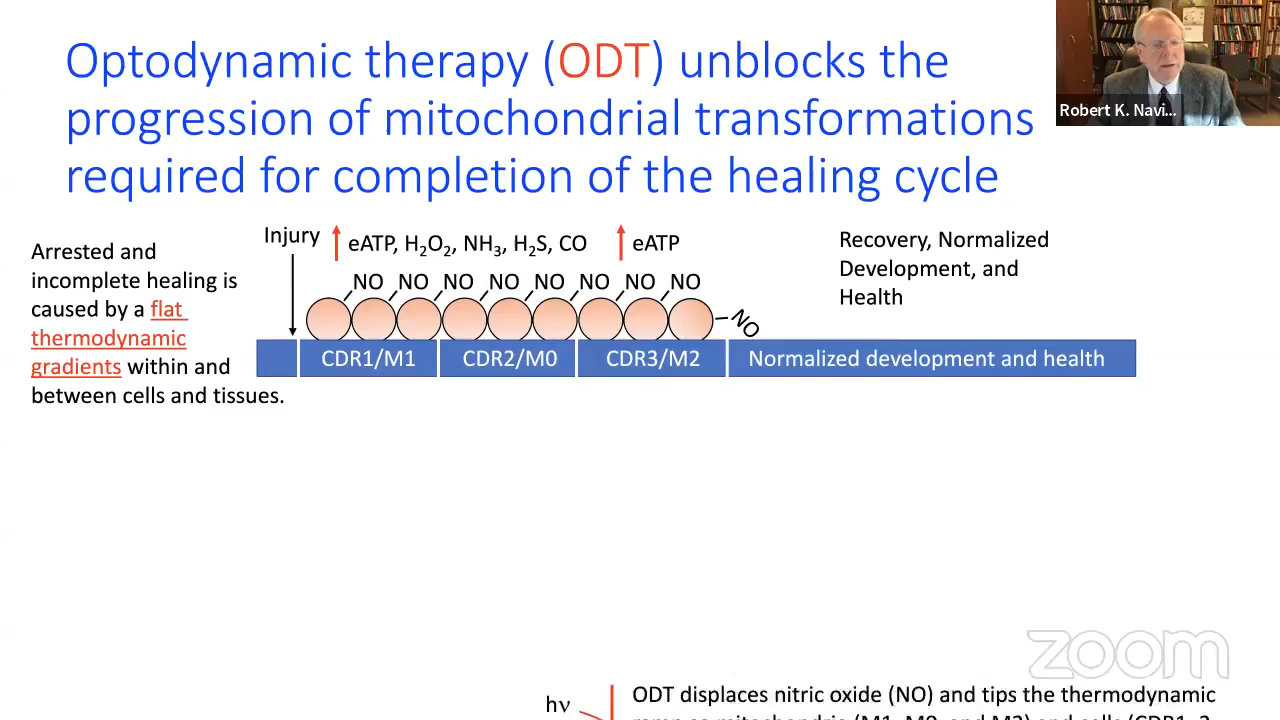 Optodynamic therapy (ODT) unblocks the
progression of mitochondrial transformations
required for completion of the healing cycle
Robert K. Navi...
Arrested and
incomplete healing is
caused by a flat
thermodynamic
gradients within and
between cells and tissues.
Injury
eATP, H₂O₂, NH₃, H₂S, CO
eATP
NO NO NO NO NO NO NO NO
NO
Recovery, Normalized
Development, and
Health
CDR1/M1 CDR2/M0 CDR3/M2 Normalized development and health
zoom
hν
ODT displaces nitric oxide (NO) and tips the thermodynamic